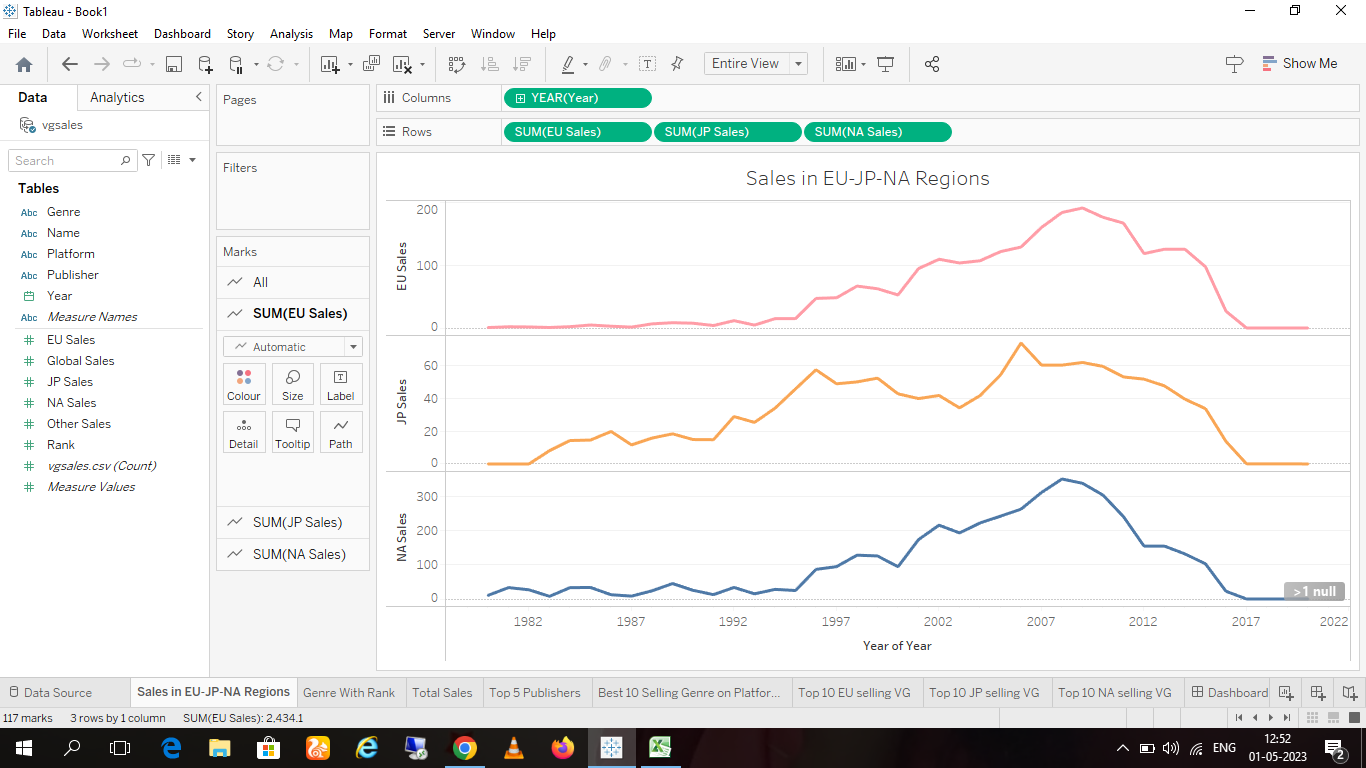 Tableau - Book1
File Data Worksheet Dashboard Story Analysis Map Format Server Window Help
Entire View
Show Me
Data Analytics
vgsales
Search
Tables
Abc Genre
Abc Name
Abc Platform
Abc Publisher
Year
Abc Measure Names
EU Sales
Global Sales
JP Sales
NA Sales
Other Sales
Rank
vgsales.csv (Count)
Measure Values
Pages
Filters
Marks
All
SUM(EU Sales)
Automatic
Colour Size Label
Detail Tooltip Path
SUM(JP Sales)
SUM(NA Sales)
Columns YEAR(Year)
Rows SUM(EU Sales) SUM(JP Sales) SUM(NA Sales)
Sales in EU-JP-NA Regions
EU Sales
200
100
0
JP Sales
60
40
20
0
NA Sales
300
200
100
0
>1 null
1982 1987 1992 1997 2002 2007 2012 2017 2022
Year of Year
Data Source Sales in EU-JP-NA Regions Genre With Rank Total Sales Top 5 Publishers Best 10 Selling Genre on Platfor... Top 10 EU selling VG Top 10 JP selling VG Top 10 NA selling VG Dashboard
117 marks 3 rows by 1 column SUM(EU Sales): 2,434.1
ENG
12:52
01-05-2023
2